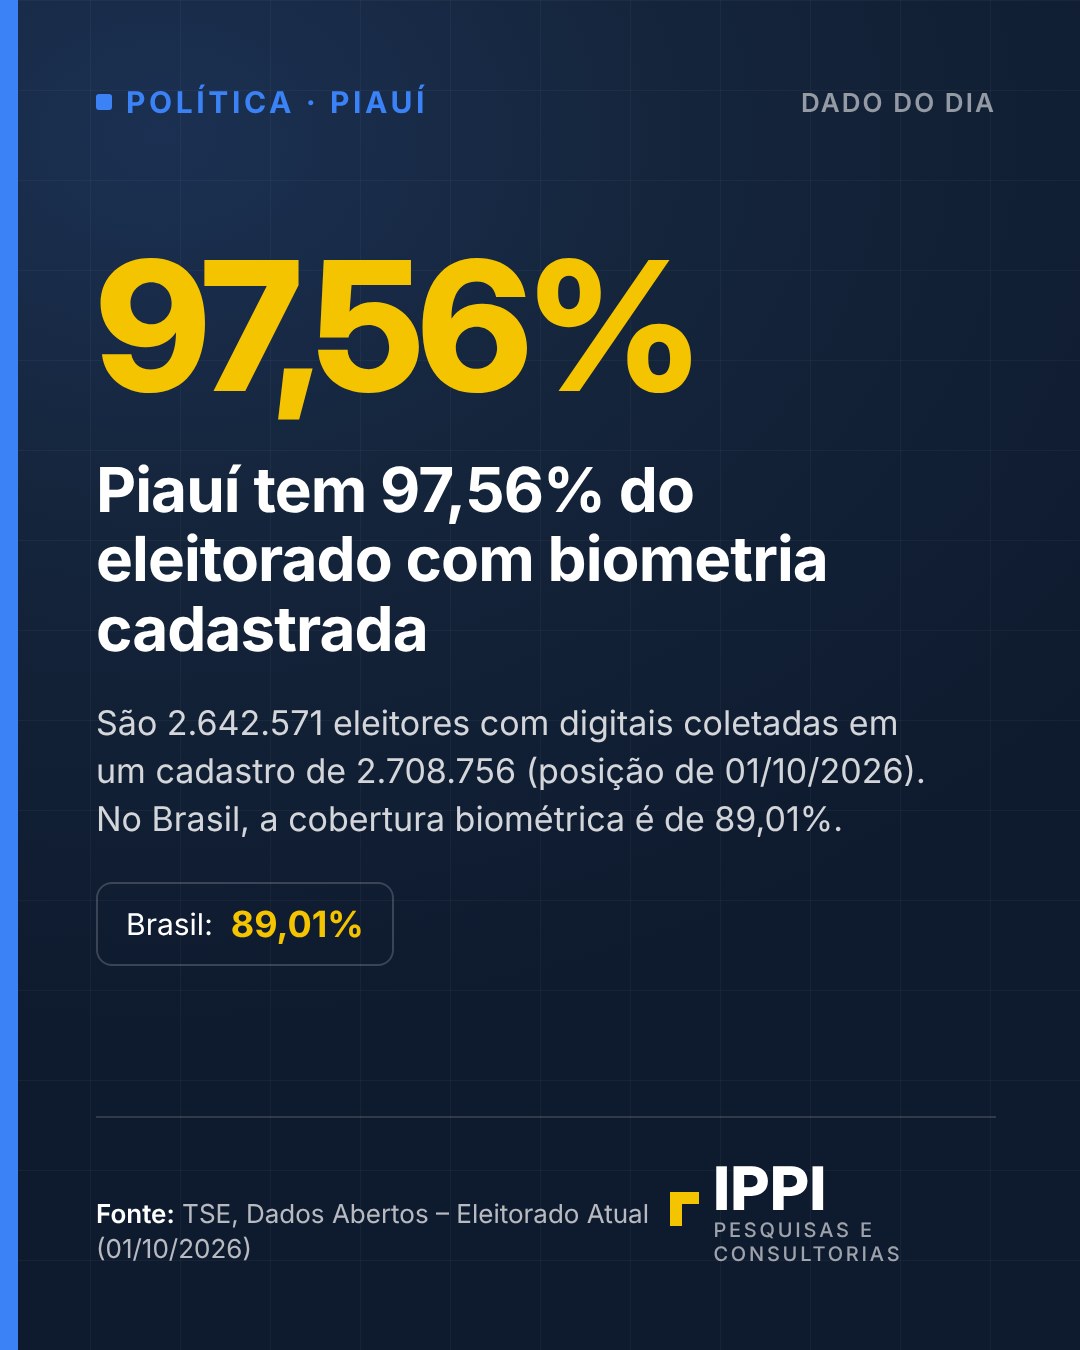 POLÍTICA · PIAUÍ
DADO DO DIA
97,56%
Piauí tem 97,56% do
eleitorado com biometria
cadastrada
São 2.642.571 eleitores com digitais coletadas em
um cadastro de 2.708.756 (posição de 01/10/2026).
No Brasil, a cobertura biométrica é de 89,01%.
Brasil: 89,01%
Fonte: TSE, Dados Abertos – Eleitorado Atual
(01/10/2026)
IPPI
PESQUISAS E
CONSULTORIAS